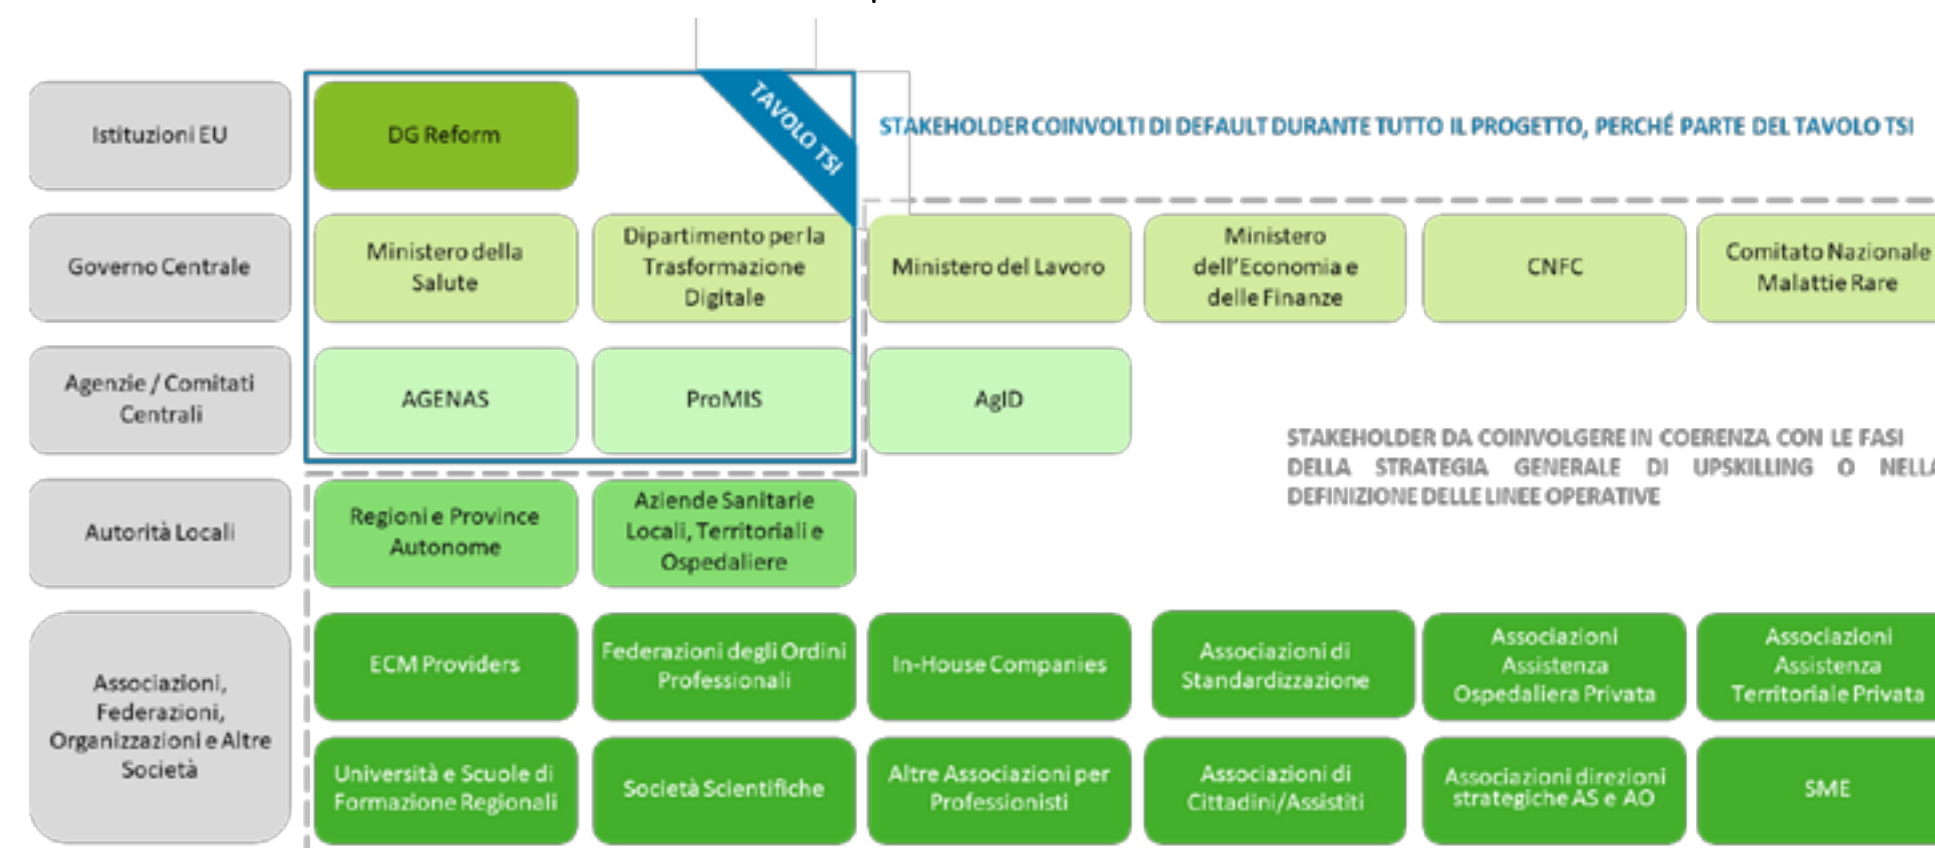 TAVOLO TSI
STAKEHOLDER COINVOLTI DI DEFAULT DURANTE TUTTO IL PROGETTO, PERCHÉ PARTE DEL TAVOLO TSI
Istituzioni EU
DG Reform
Governo Centrale
Ministero della
Salute
Dipartimento per la
Trasformazione
Digitale
Ministero del Lavoro
Ministero
dell'Economia e
delle Finanze
CNFC
Comitato Nazionale
Malattie Rare
Agenzie / Comitati
Centrali
AGENAS
ProMIS
AgID
STAKEHOLDER DA COINVOLGERE IN COERENZA CON LE FASI
DELLA STRATEGIA GENERALE DI UPSKILLING O NELLA
DEFINIZIONE DELLE LINEE OPERATIVE
Autorità Locali
Regioni e Province
Autonome
Aziende Sanitarie
Locali, Territoriali e
Ospedaliere
Associazioni,
Federazioni,
Organizzazioni e Altre
Società
ECM Providers
Federazioni degli Ordini
Professionali
In-House Companies
Associazioni di
Standardizzazione
Associazioni
Assistenza
Ospedaliera Privata
Associazioni
Assistenza
Territoriale Privata
Università e Scuole di
Formazione Regionali
Società Scientifiche
Altre Associazioni per
Professionisti
Associazioni di
Cittadini/Assistiti
Associazioni direzioni
strategiche AS e AO
SME